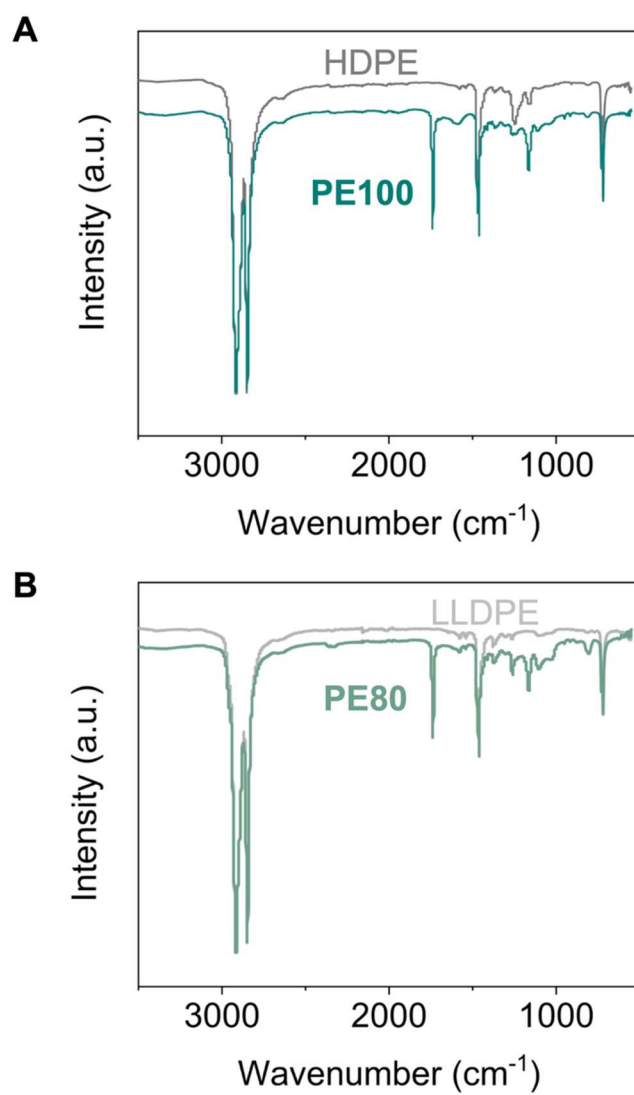 A
HDPE
PE100
Intensity (a.u.)
3000 2000 1000
Wavenumber (cm⁻¹)
B
LLDPE
PE80
Intensity (a.u.)
3000 2000 1000
Wavenumber (cm⁻¹)